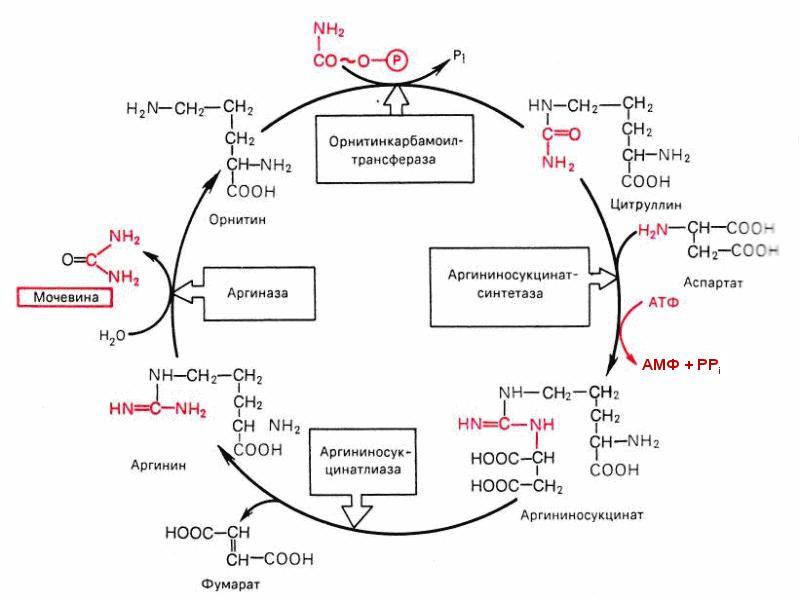 NH₂
CO~O—P
Pi
H₂N—CH₂—CH₂
CH₂
CH—NH₂
COOH
Орнитин
Орнитинкарбамоил-
трансфераза
HN—CH₂—CH₂
C=O
CH₂
NH₂
CH—NH₂
COOH
Цитруллин
H₂N—CH—COOH
CH₂—COOH
Аспартат
Аргининосукцинат-
синтетаза
АТФ
АМФ + PPi
NH₂
O=C
NH₂
Мочевина
H₂O
Аргиназа
NH—CH₂—CH₂
CH₂
HN=C—NH₂
CH NH₂
COOH
Аргинин
NH—CH₂—CH₂
CH₂
HN=C—NH
CH—NH₂
HOOC—CH
COOH
HOOC—CH₂
Аргининосукцинат
Аргининосук-
цинатлиаза
HOOC—CH
CH—COOH
Фумарат